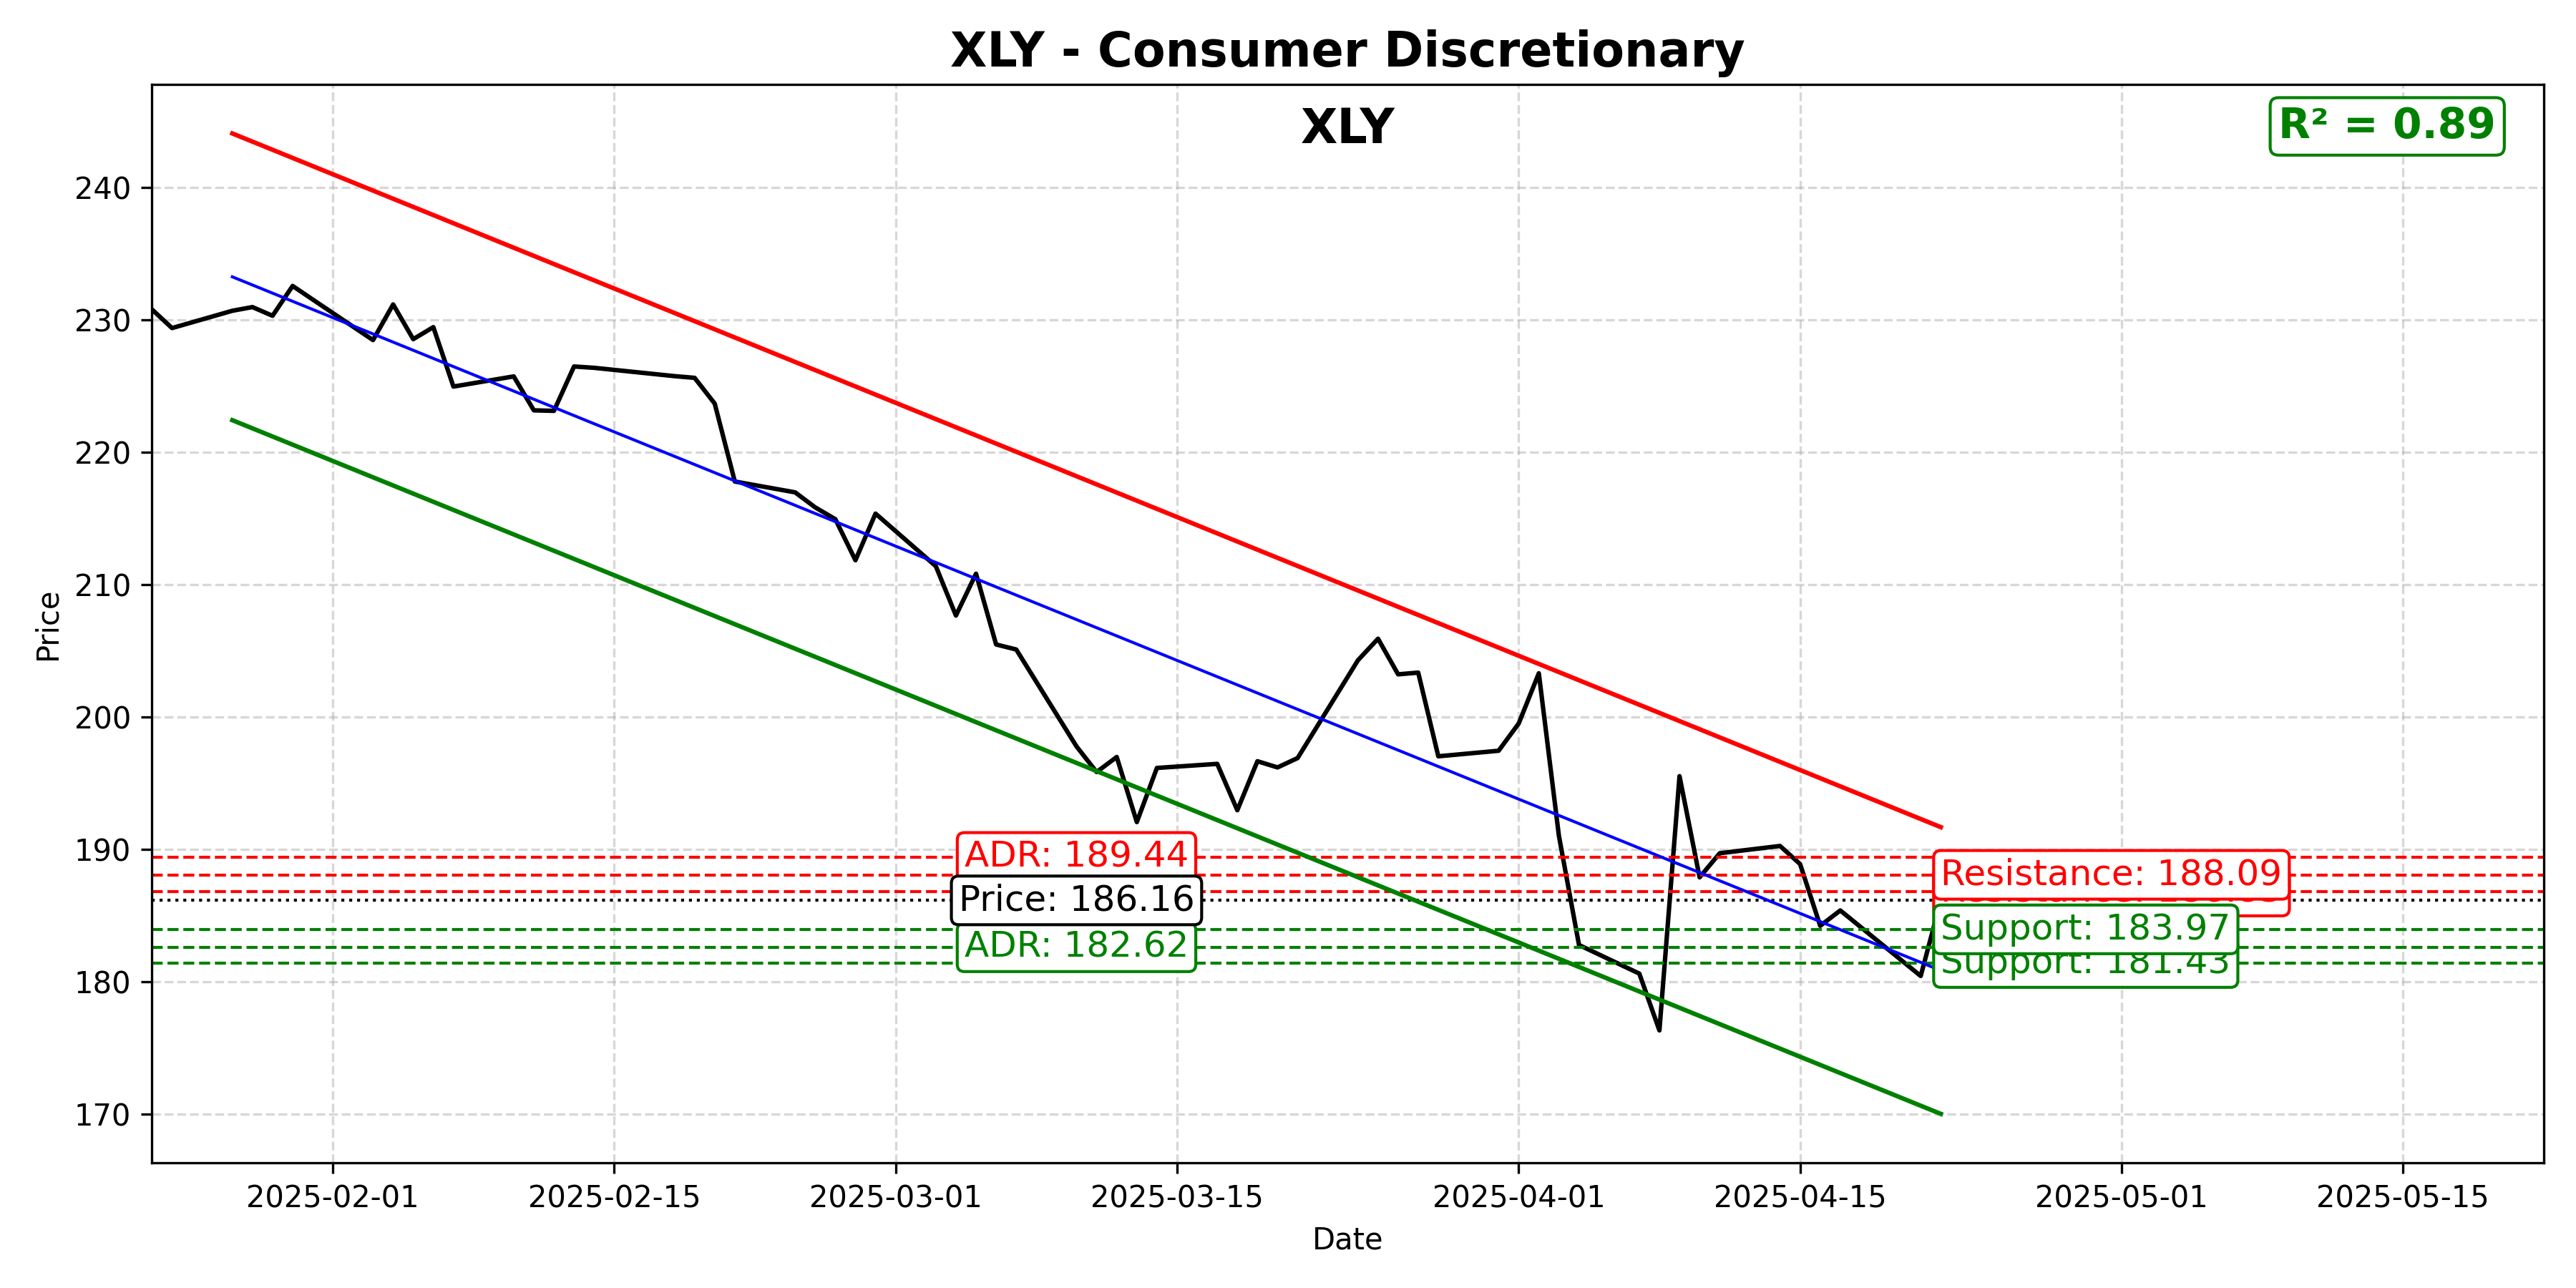 XLY - Consumer Discretionary
XLY
R² = 0.89
Price
240
230
220
210
200
190
180
170
ADR: 189.44
Price: 186.16
ADR: 182.62
Resistance: 188.09
Support: 183.97
Support: 181.43
2025-02-01
2025-02-15
2025-03-01
2025-03-15
2025-04-01
2025-04-15
2025-05-01
2025-05-15
Date